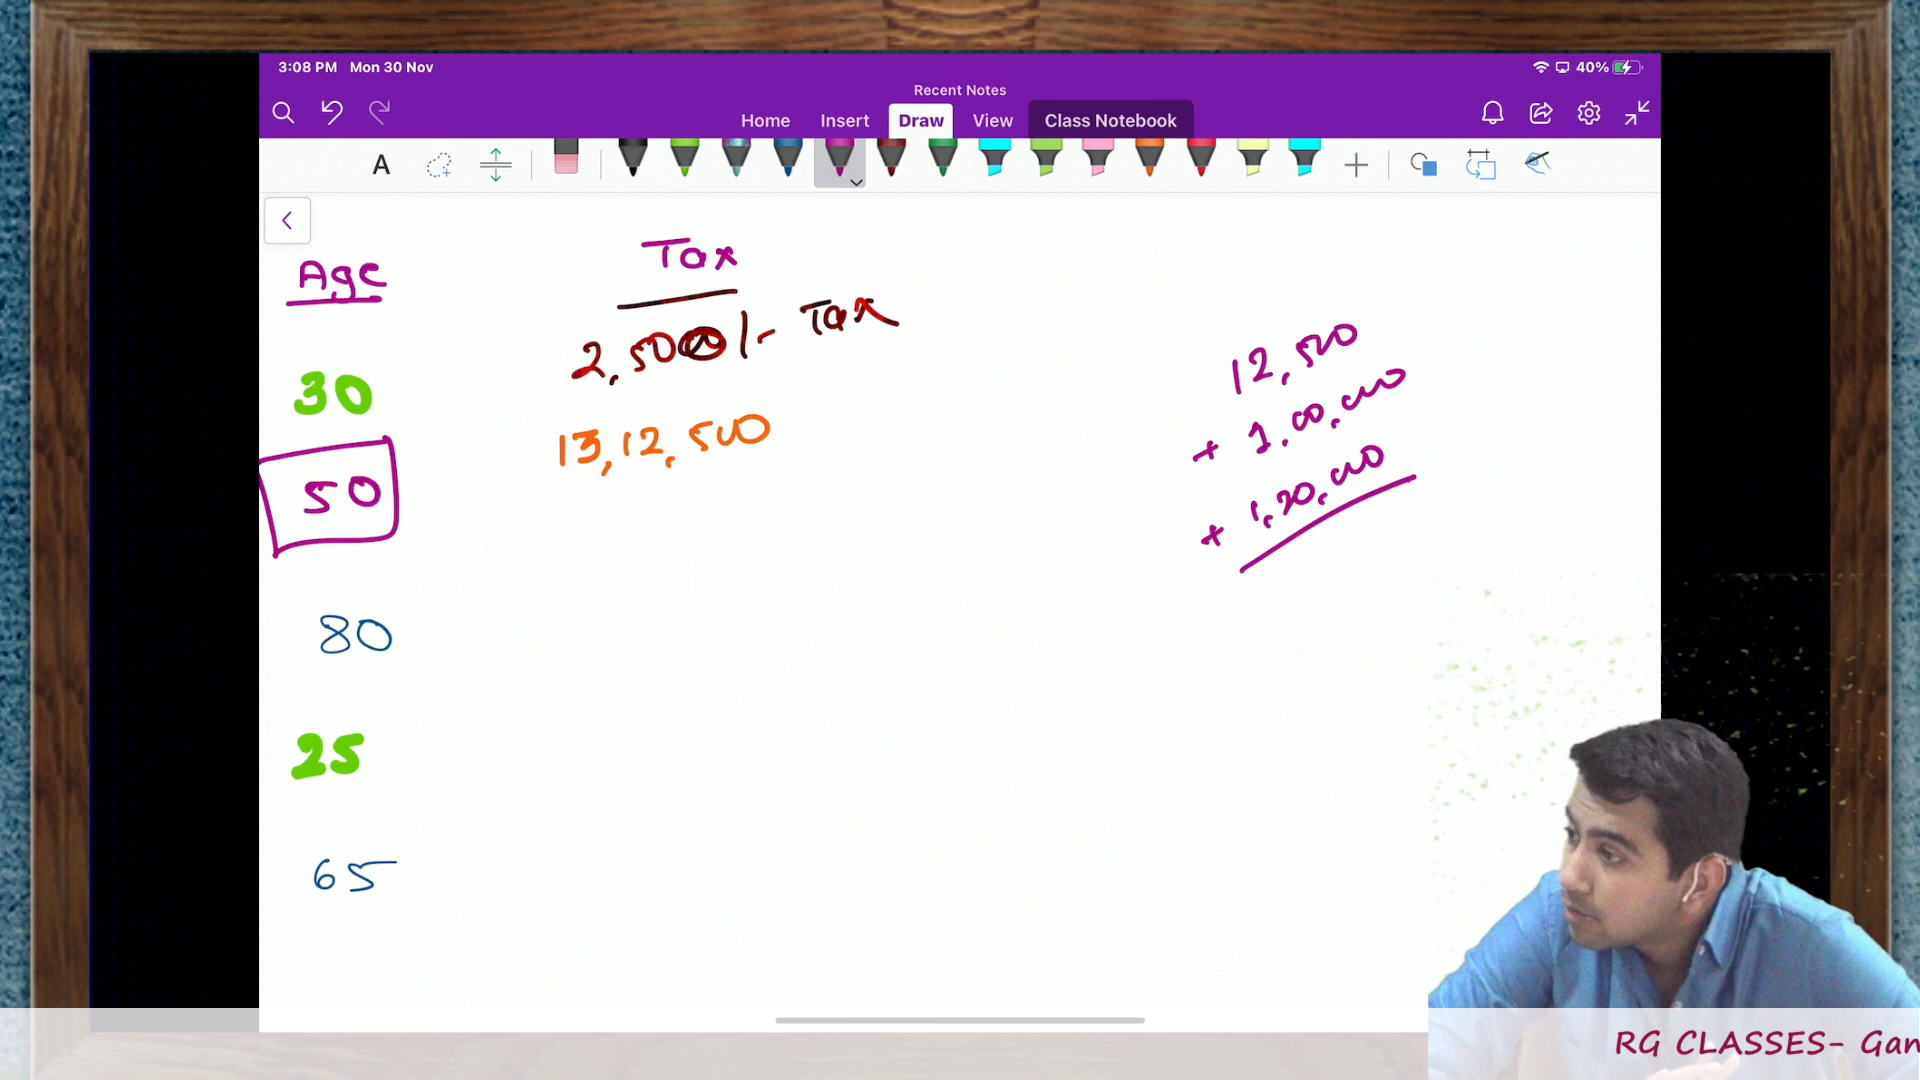 3:08 PM Mon 30 Nov
40%
Recent Notes
Home Insert Draw View Class Notebook
A
Tax
Age
2,500/- Tax
30
13,12,500
50
12,500
+ 1,00,000
+ 1,20,000
80
25
65
RG CLASSES- Gan